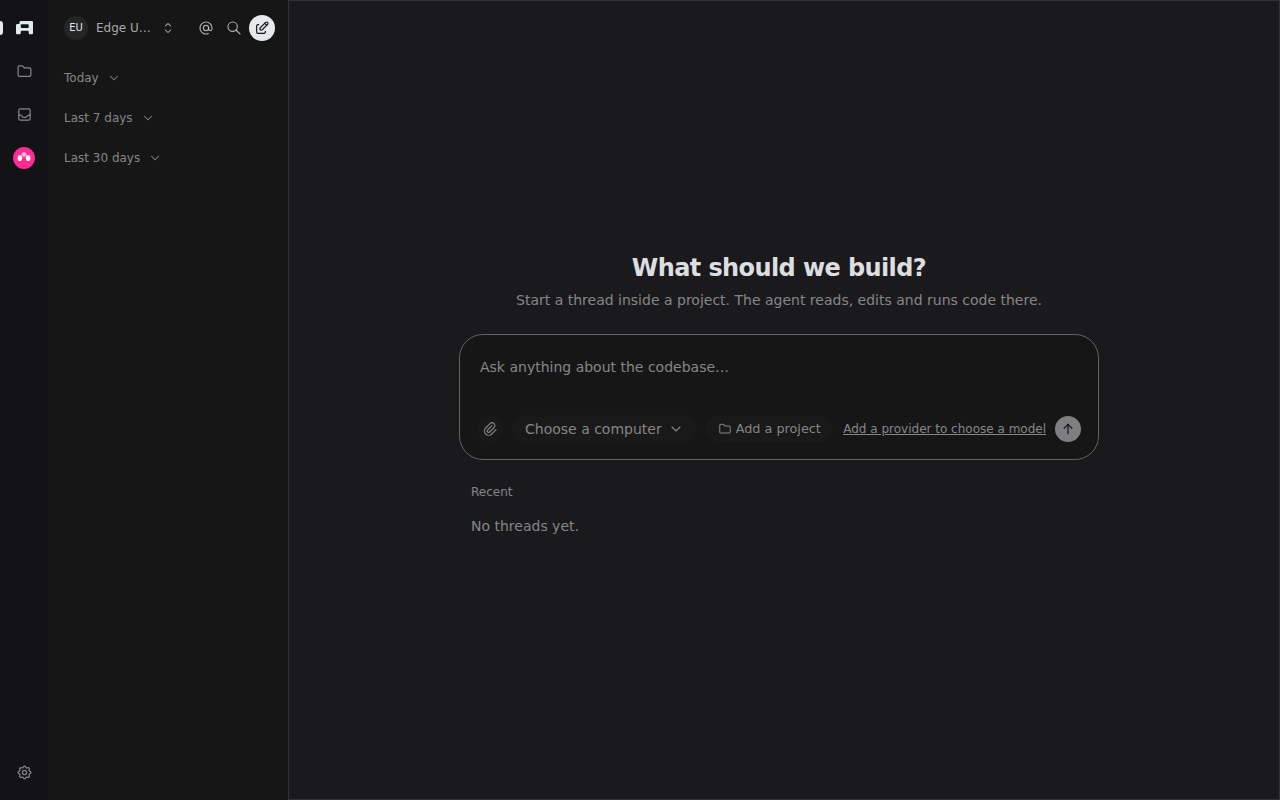 EU Edge U...
Today
Last 7 days
Last 30 days
What should we build?
Start a thread inside a project. The agent reads, edits and runs code there.
Ask anything about the codebase...
Choose a computer
Add a project
Add a provider to choose a model
Recent
No threads yet.